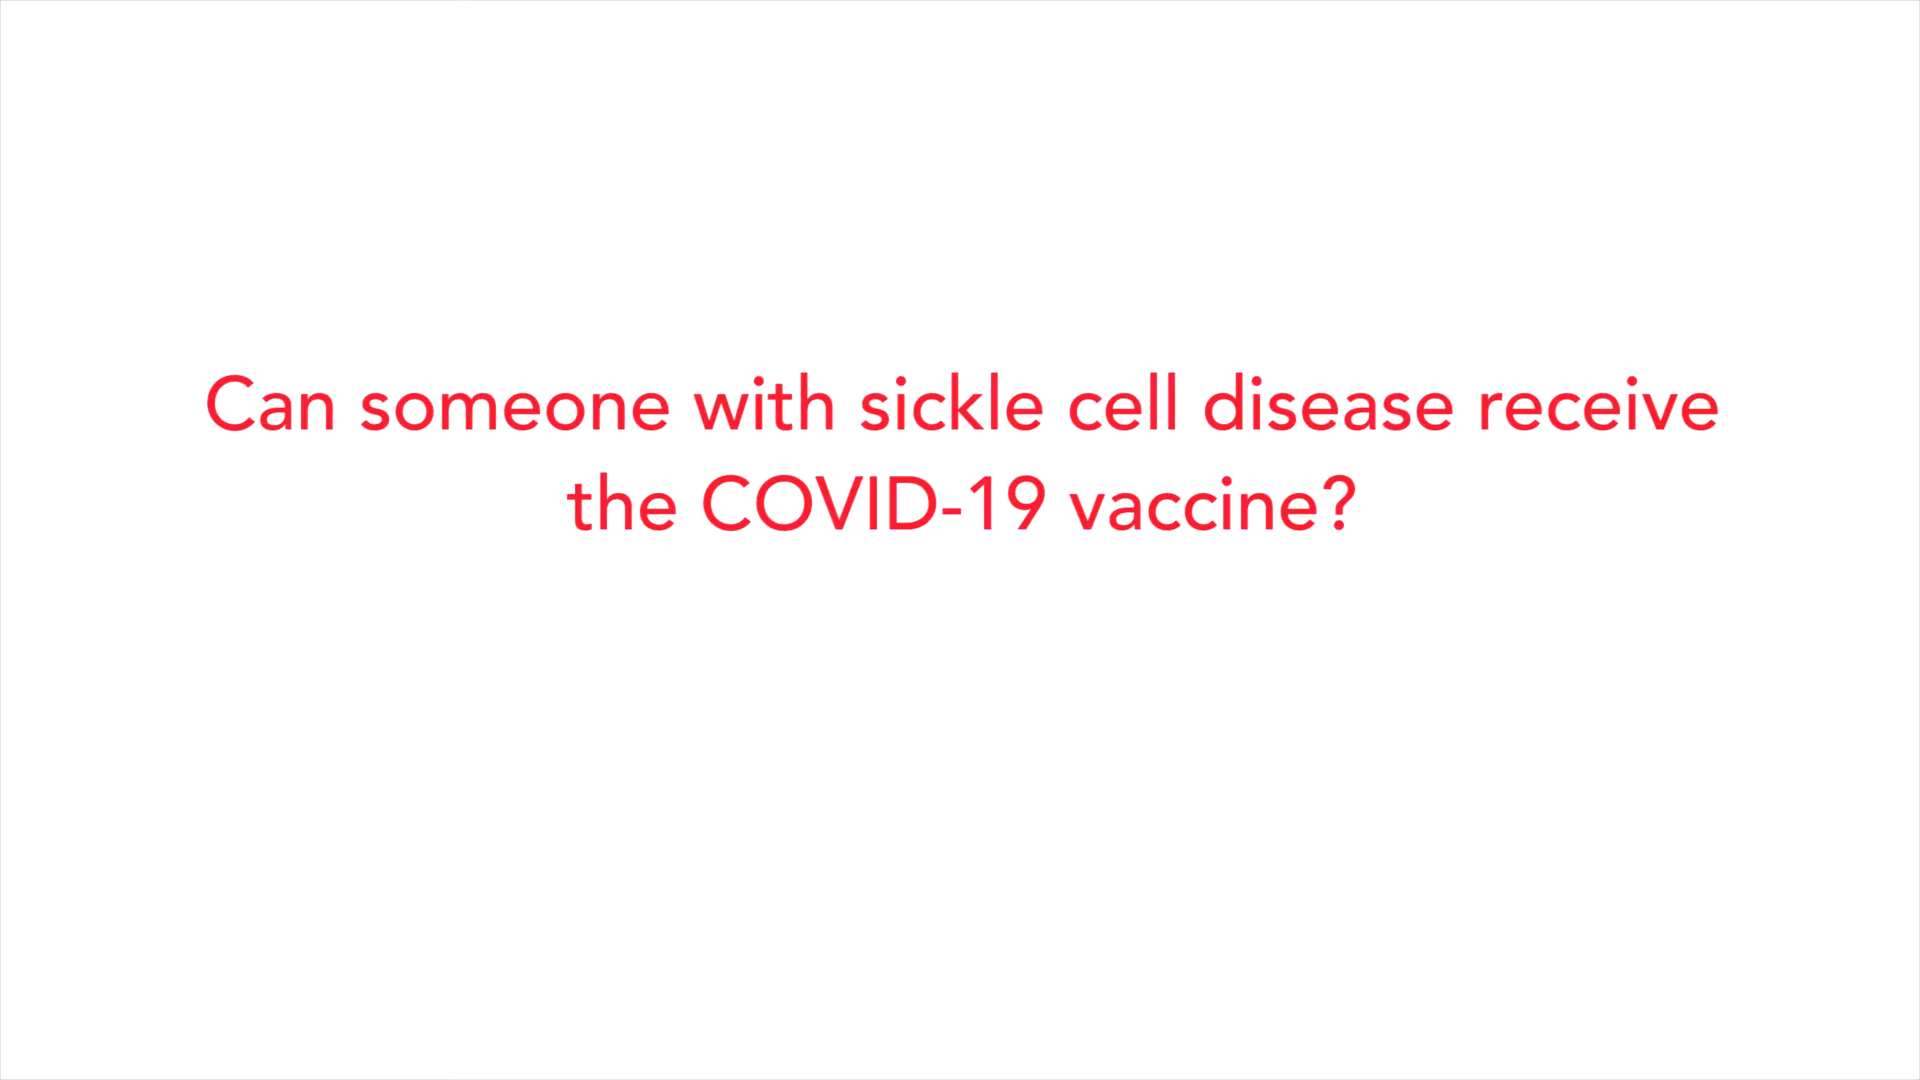 Can someone with sickle cell disease receive
the COVID-19 vaccine?